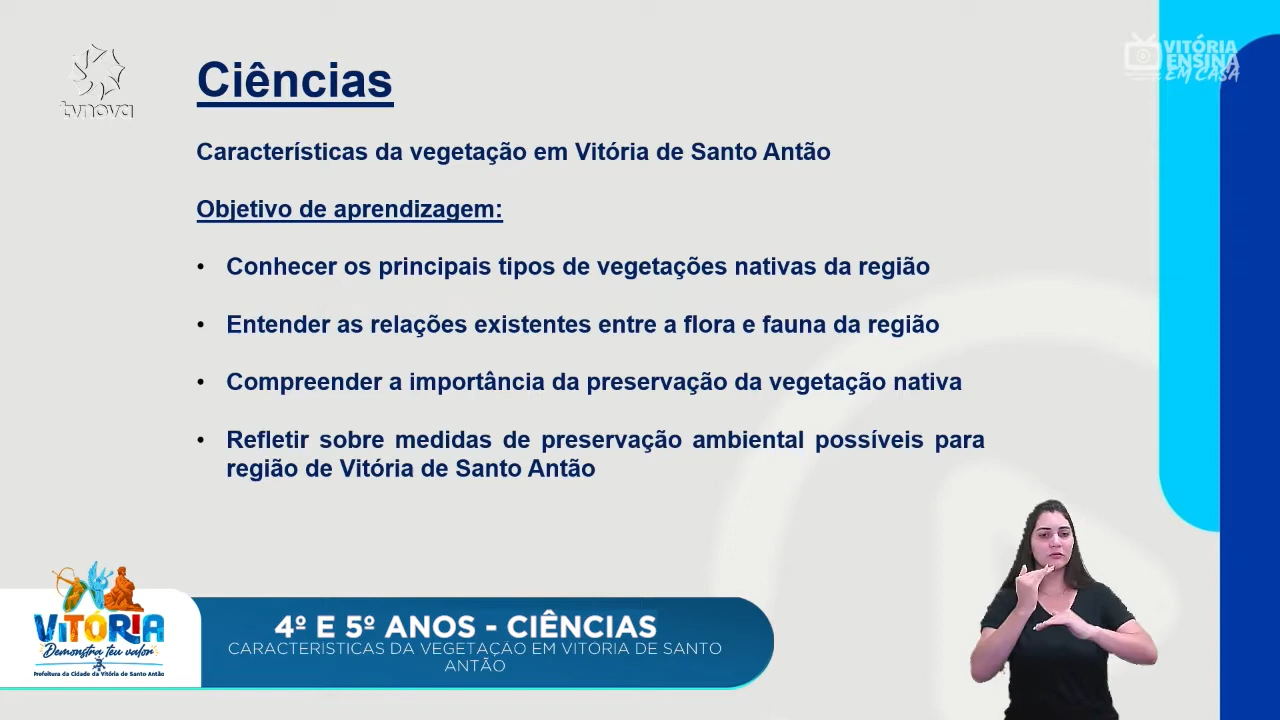 tvnova
VITÓRIA
ENSINA
EM CASA
Ciências
Características da vegetação em Vitória de Santo Antão
Objetivo de aprendizagem:
• Conhecer os principais tipos de vegetações nativas da região
• Entender as relações existentes entre a flora e fauna da região
• Compreender a importância da preservação da vegetação nativa
• Refletir sobre medidas de preservação ambiental possíveis para
região de Vitória de Santo Antão
VITÓRIA
Demonstra teu valor
Prefeitura da Cidade da Vitória de Santo Antão
4º E 5º ANOS - CIÊNCIAS
CARACTERÍSTICAS DA VEGETAÇÃO EM VITÓRIA DE SANTO
ANTÃO